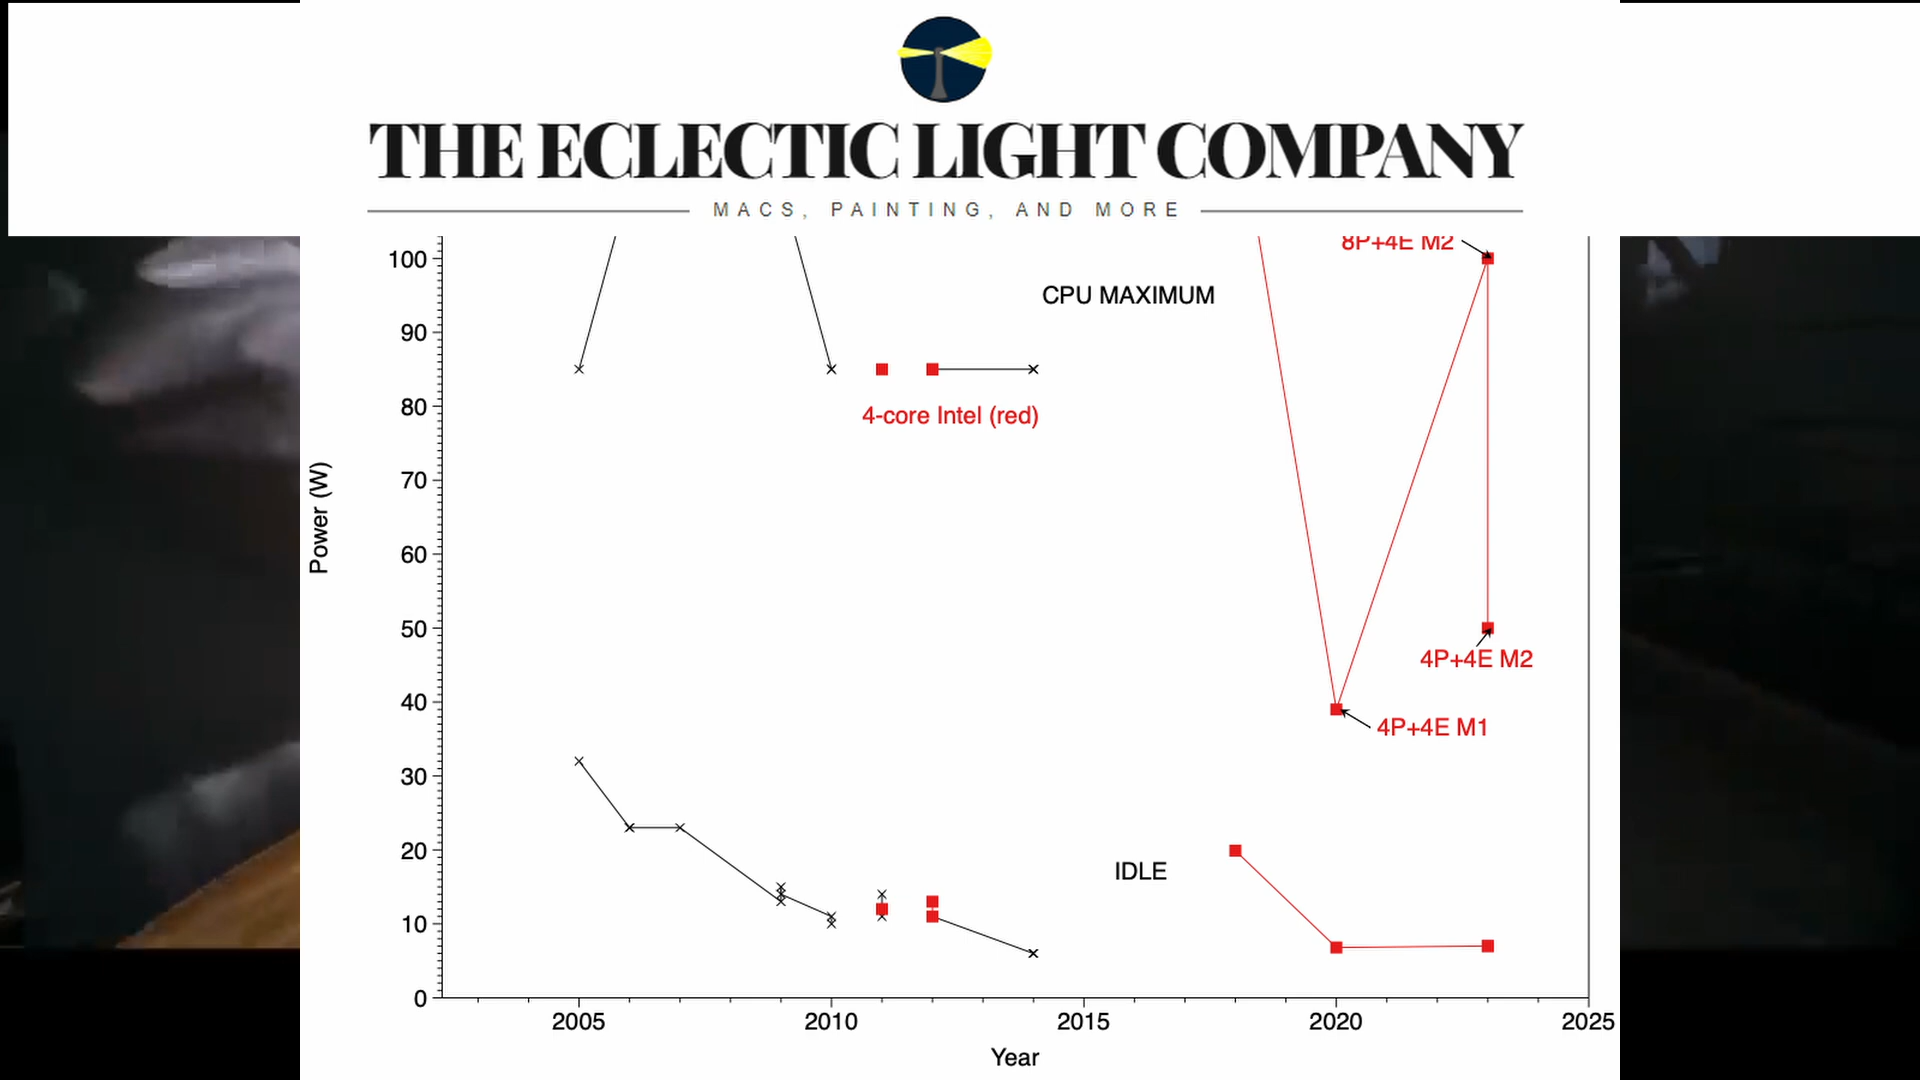 THE ECLECTIC LIGHT COMPANY
MACS, PAINTING, AND MORE
8P+4E M2
100
CPU MAXIMUM
90
80
4-core Intel (red)
70
Power (W)
60
50
4P+4E M2
40
4P+4E M1
30
20
IDLE
10
0
2005 2010 2015 2020 2025
Year